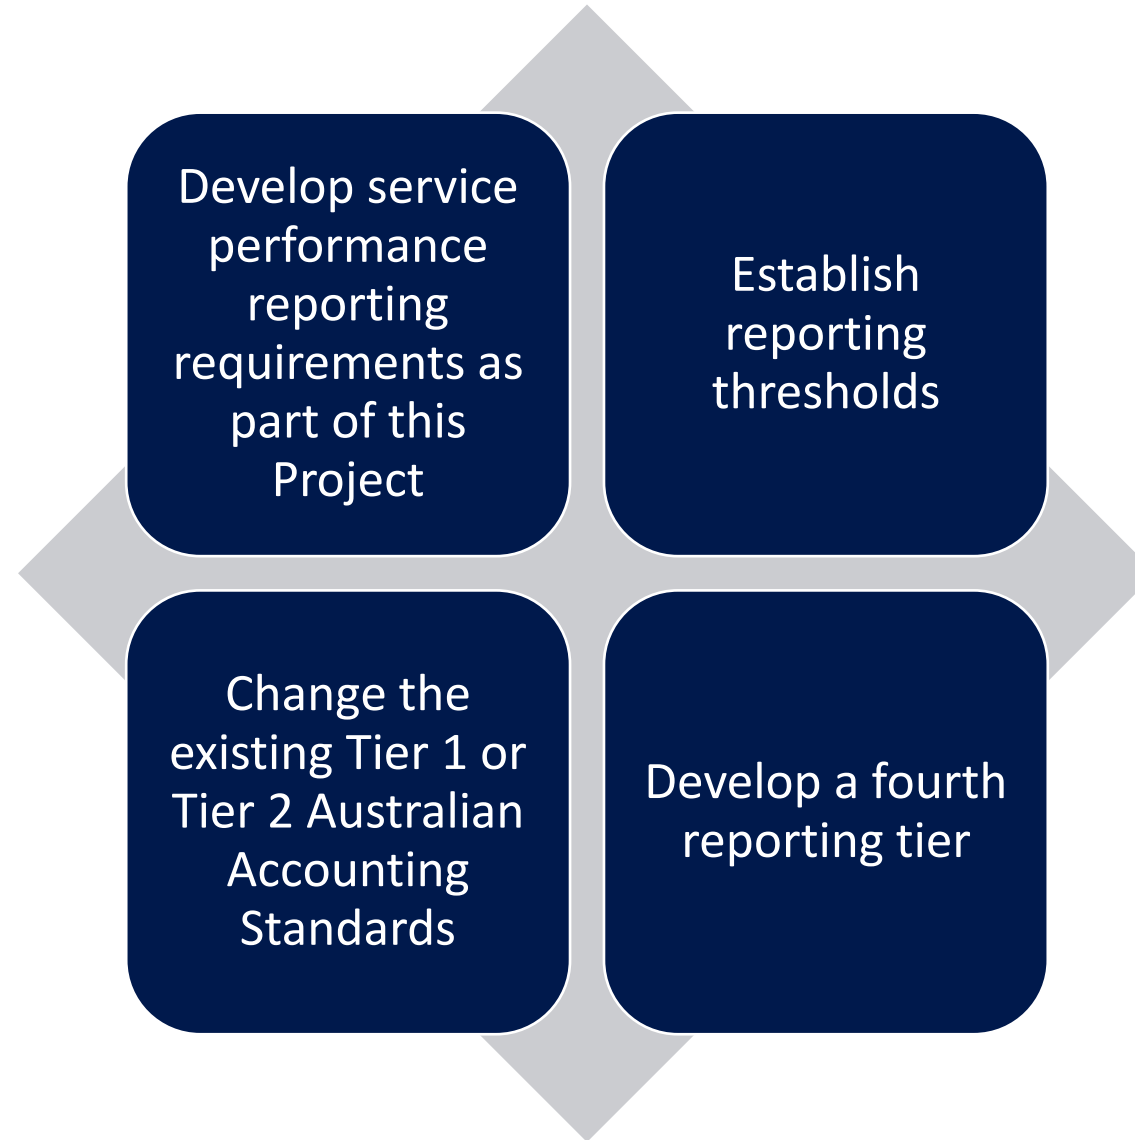 Develop service
performance
reporting
requirements as
part of this
Project
Establish
reporting
thresholds
Change the
existing Tier 1 or
Tier 2 Australian
Accounting
Standards
Develop a fourth
reporting tier